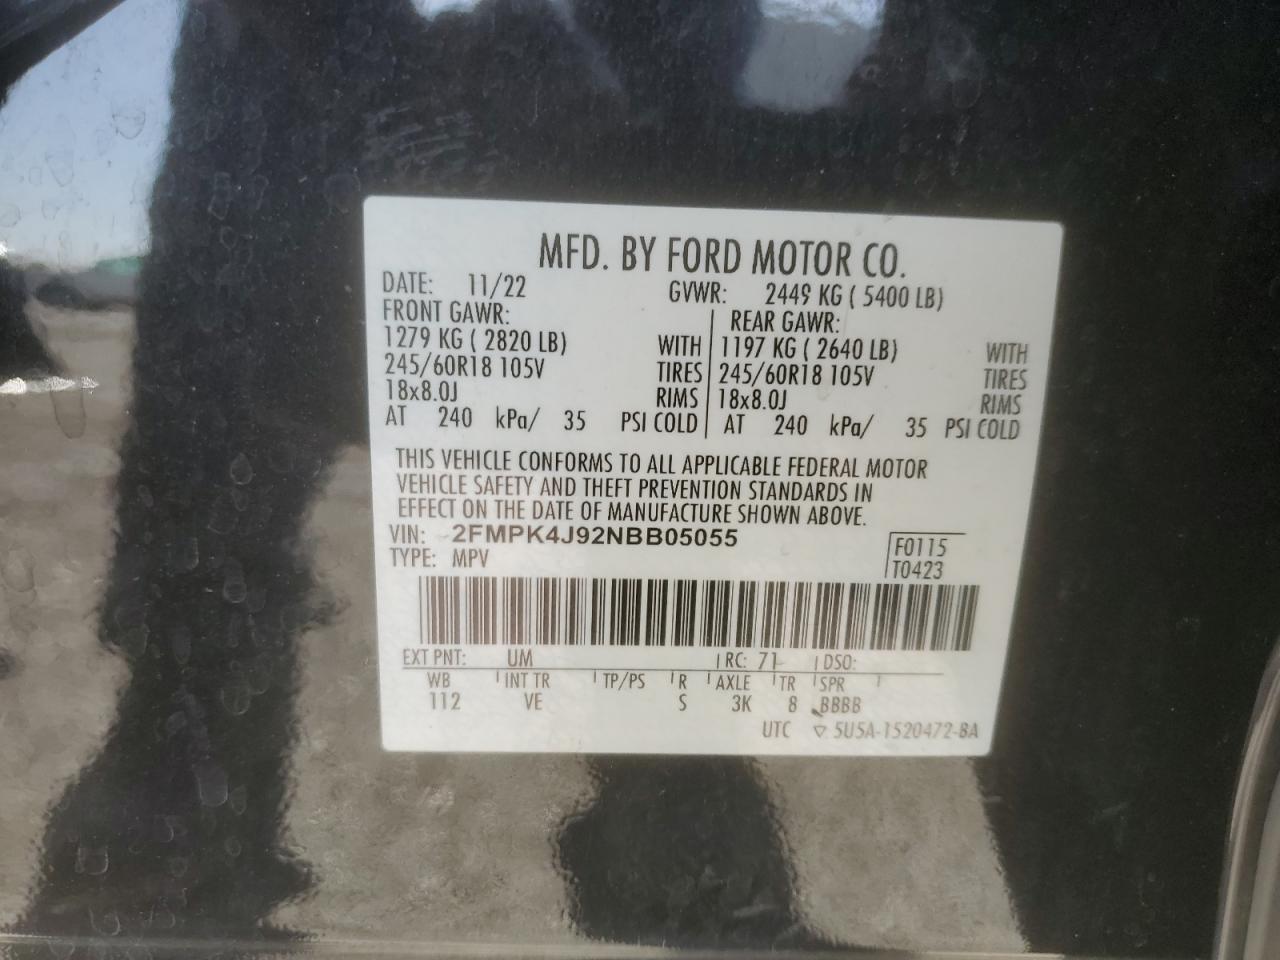 MFD. BY FORD MOTOR CO.
DATE: 11/22 GVWR: 2449 KG ( 5400 LB)
FRONT GAWR: REAR GAWR:
1279 KG ( 2820 LB) WITH 1197 KG ( 2640 LB) WITH
245/60R18 105V TIRES 245/60R18 105V TIRES
18x8.0J RIMS 18x8.0J RIMS
AT 240 kPa/ 35 PSI COLD AT 240 kPa/ 35 PSI COLD
THIS VEHICLE CONFORMS TO ALL APPLICABLE FEDERAL MOTOR
VEHICLE SAFETY AND THEFT PREVENTION STANDARDS IN
EFFECT ON THE DATE OF MANUFACTURE SHOWN ABOVE.
VIN: 2FMPK4J92NBB05055 F0115
TYPE: MPV T0423
EXT PNT: UM RC: 71 DSO:
WB INT TR TP/PS R AXLE TR SPR
112 VE S 3K 8 BBBB
UTC ▽ 5U5A-1520472-BA